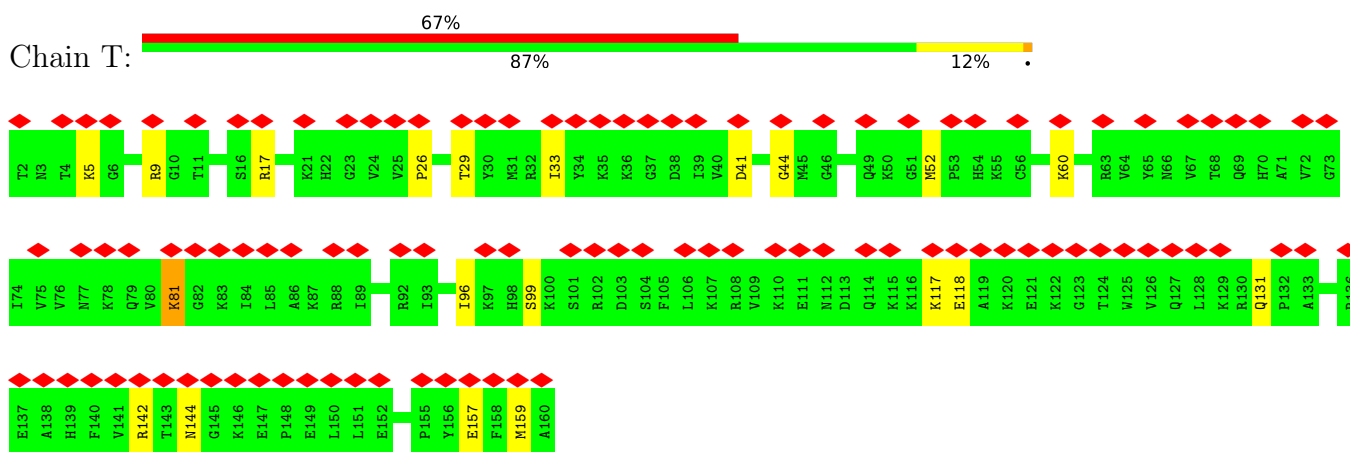 67%
Chain T:
87% 12% •
T2 N3 T4 K5 G6 R9 G10 T11 S16 R17 K21 H22 G23 V24 V25 P26 T29 Y30 M31 R32 I33 Y34 K35 K36 G37 D38 I39 V40 D41 G44 M45 G46 Q49 K50 G51 M52 P53 H54 K55 C56 K60 R63 V64 Y65 N66 V67 T68 Q69 H70 A71 V72 G73
I74 V75 V76 N77 K78 Q79 V80 K81 G82 K83 I84 L85 A86 K87 R88 I89 R92 I93 I96 K97 H98 S99 K100 S101 R102 D103 S104 F105 L106 K107 R108 V109 K110 E111 N112 D113 Q114 K115 K116 K117 E118 A119 K120 E121 K122 G123 T124 W125 V126 Q127 L128 K129 R130 Q131 P132 A133
E137 A138 H139 F140 V141 R142 T143 N144 G145 K146 E147 P148 E149 L150 L151 E152 P155 Y156 E157 F158 M159 A160